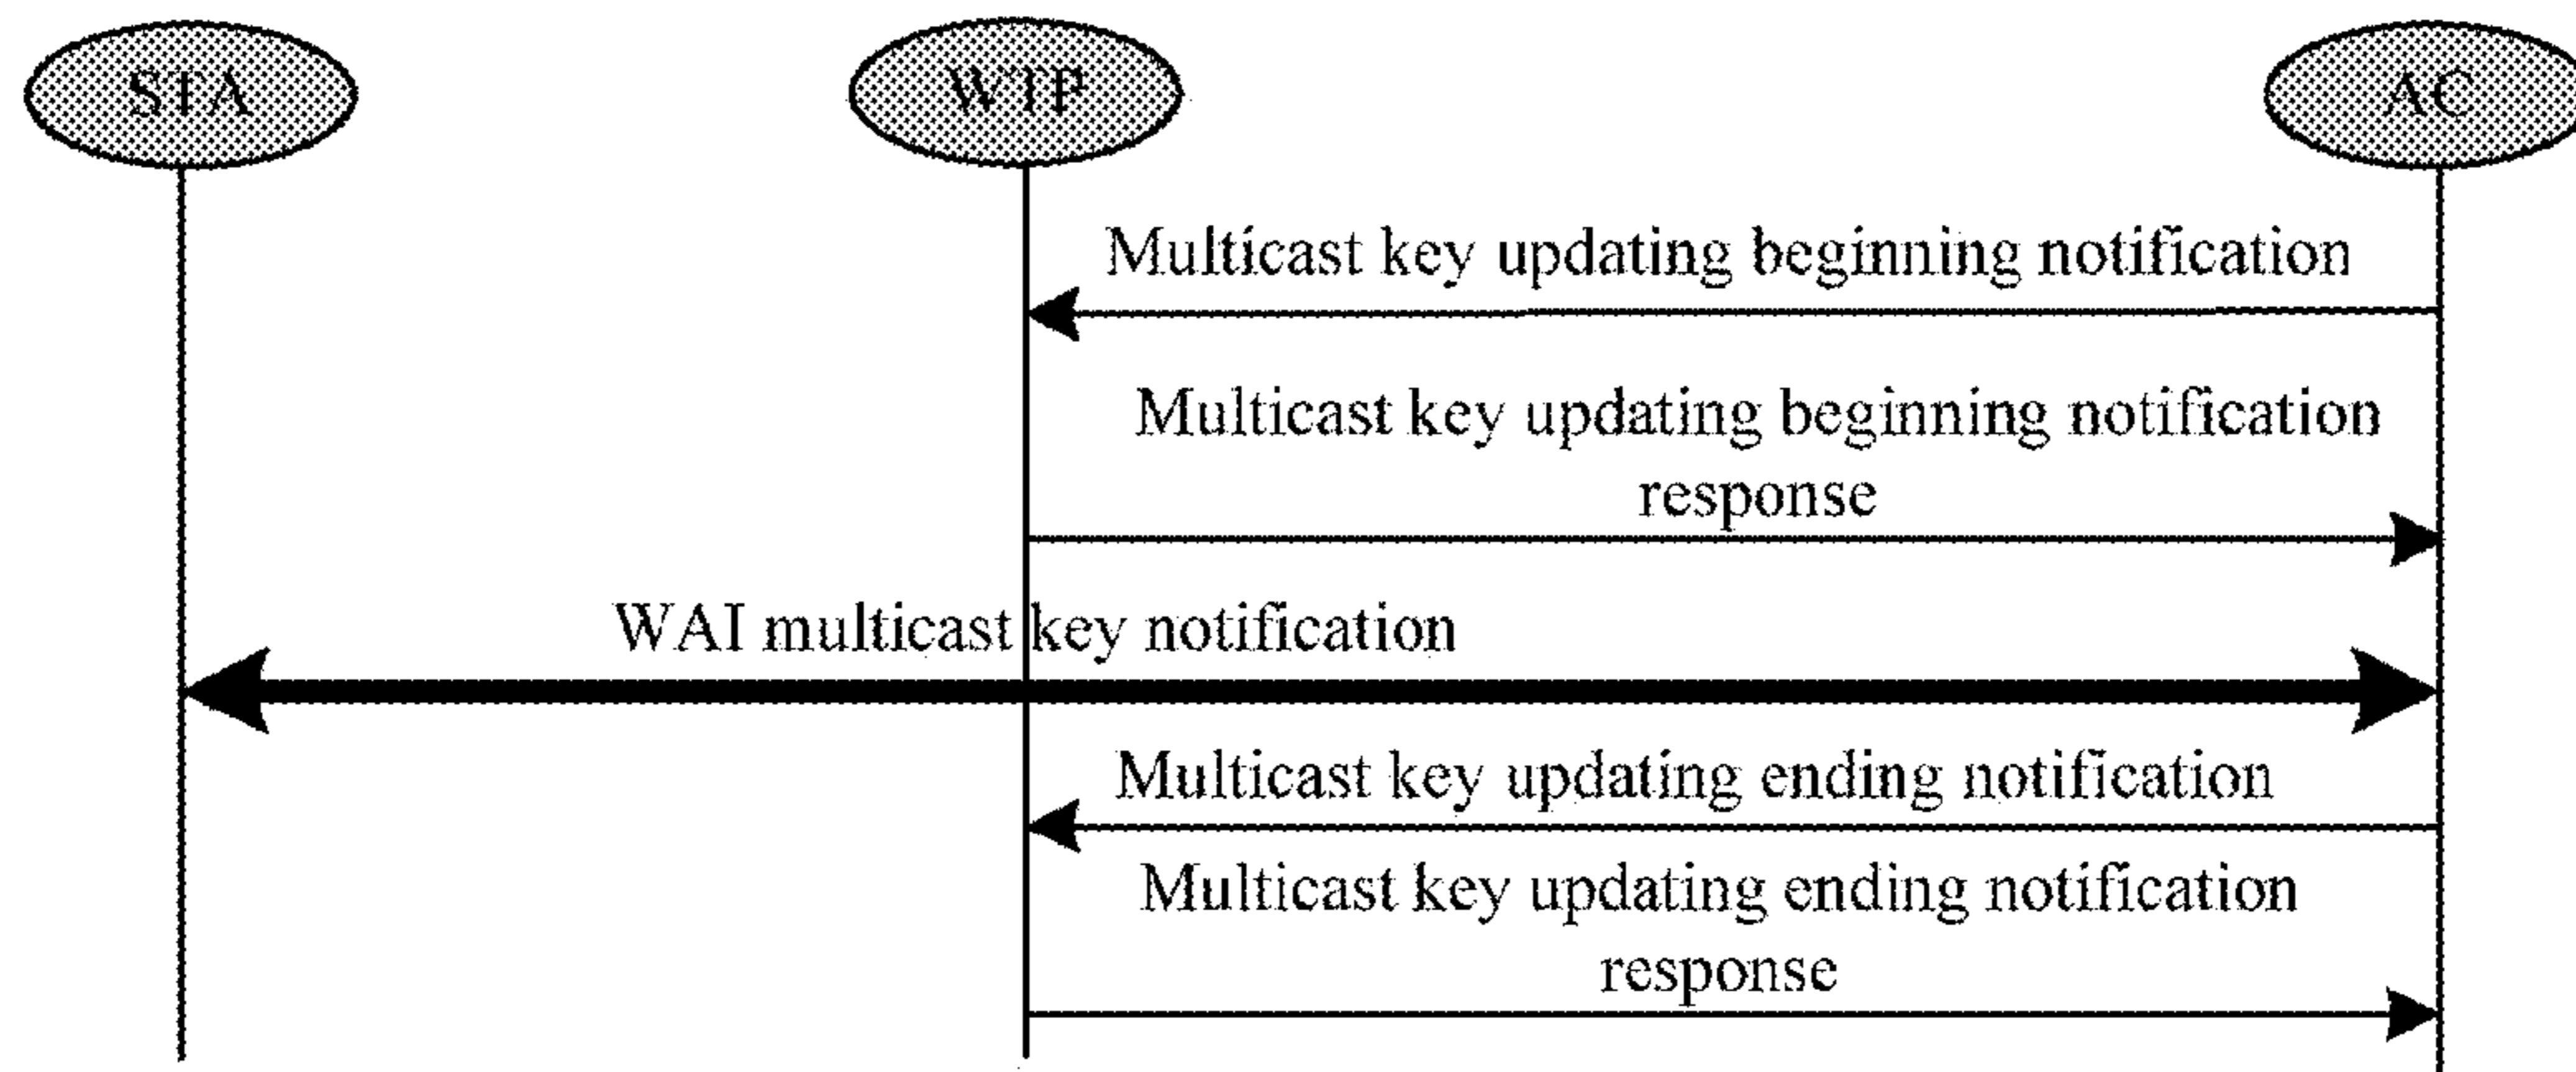 STA WTP AC
Multicast key updating beginning notification
Multicast key updating beginning notification
response
WAI multicast key notification
Multicast key updating ending notification
Multicast key updating ending notification
response